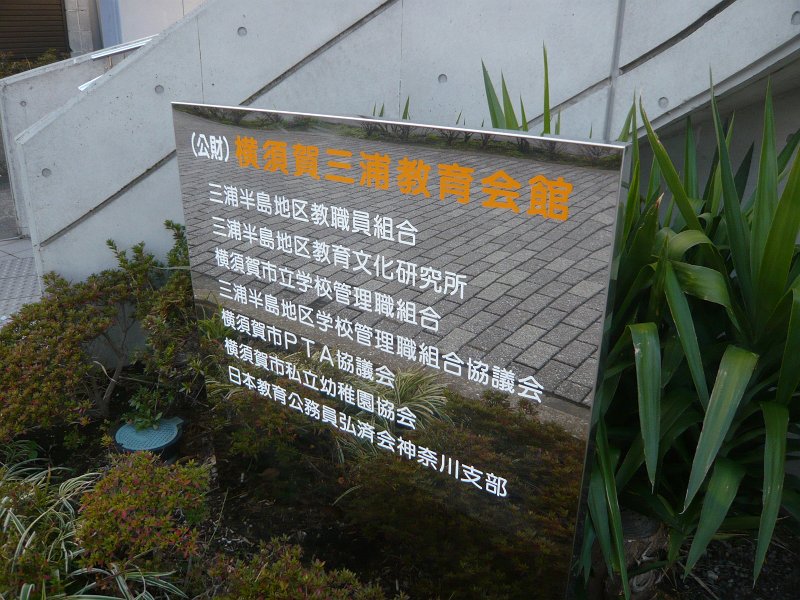 (公財)横須賀三浦教育会館
三浦半島地区教職員組合
三浦半島地区教育文化研究所
横須賀市立学校管理職組合
三浦半島地区学校管理職組合協議会
横須賀市PTA協議会
横須賀市私立幼稚園協会
日本教育公務員弘済会神奈川支部